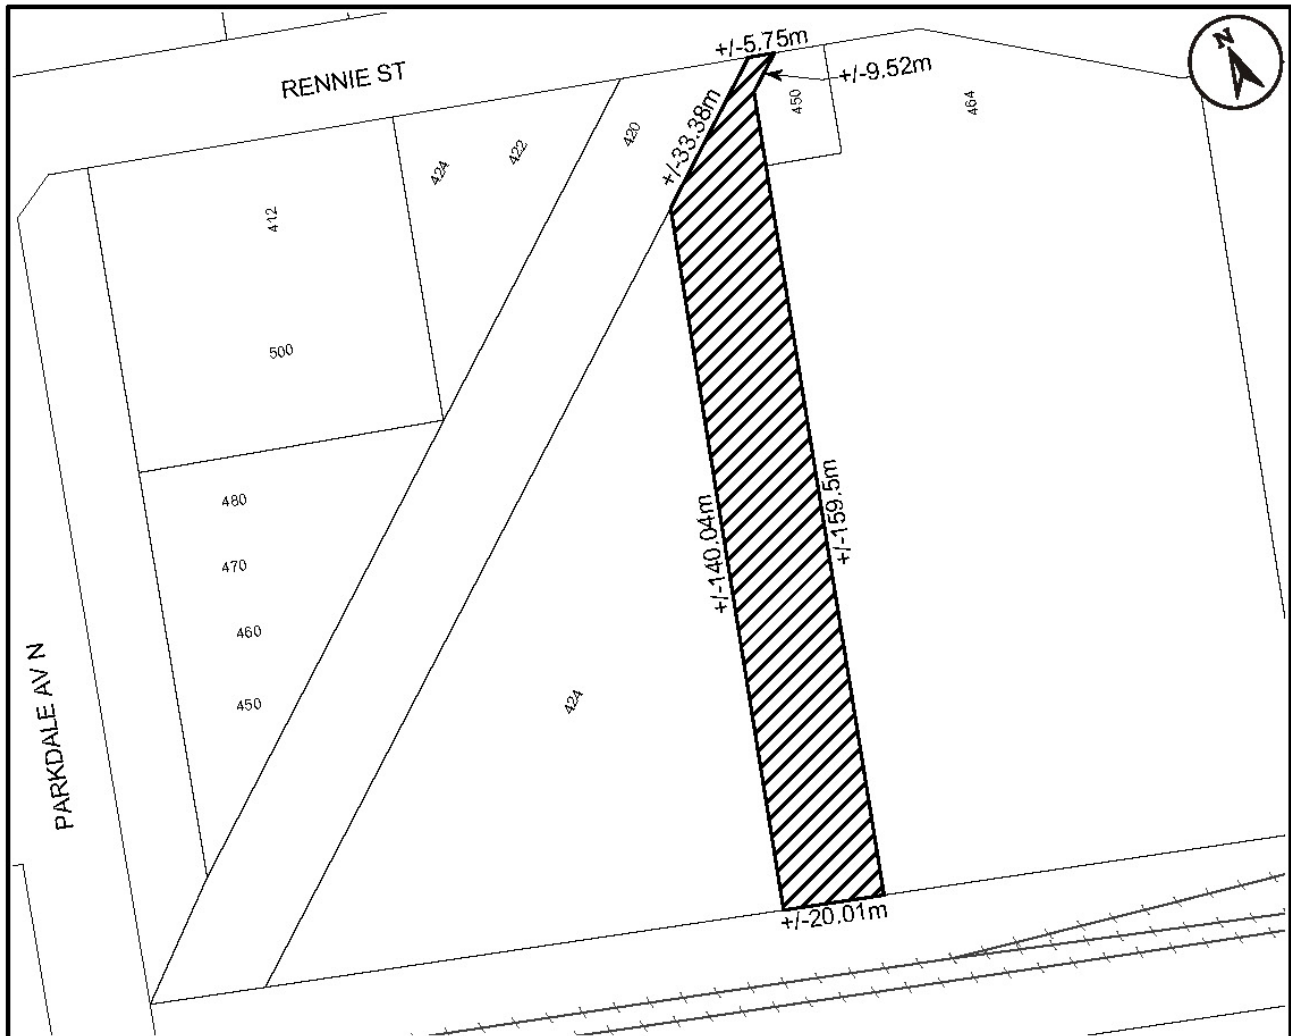 N
+/-5.75m
+/-9.52m
RENNIE ST
450
464
+/-33.38m
420
422
424
412
500
480
470
460
450
+/-140.04m
+/-159.5m
424
PARKDALE AV N
+/-20.01m